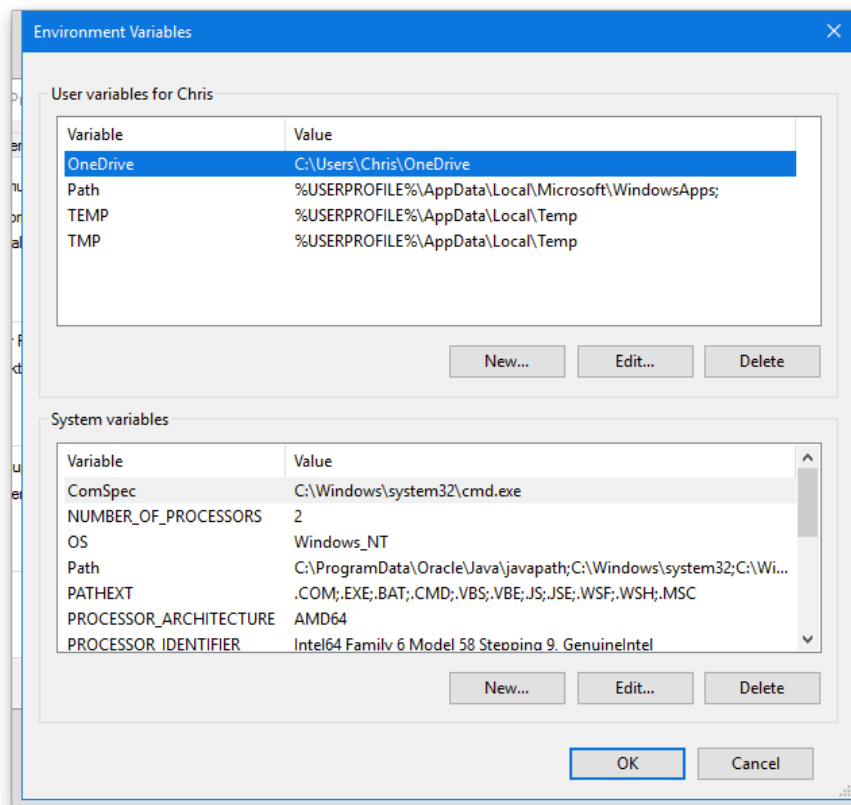 Environment Variables
User variables for Chris
Variable Value
OneDrive C:\Users\Chris\OneDrive
Path %USERPROFILE%\AppData\Local\Microsoft\WindowsApps;
TEMP %USERPROFILE%\AppData\Local\Temp
TMP %USERPROFILE%\AppData\Local\Temp
New... Edit... Delete
System variables
Variable Value
ComSpec C:\Windows\system32\cmd.exe
NUMBER_OF_PROCESSORS 2
OS Windows_NT
Path C:\ProgramData\Oracle\Java\javapath;C:\Windows\system32;C:\Wi...
PATHEXT .COM;.EXE;.BAT;.CMD;.VBS;.VBE;.JS;.JSE;.WSF;.WSH;.MSC
PROCESSOR_ARCHITECTURE AMD64
PROCESSOR_IDENTIFIER Intel64 Family 6 Model 58 Stepping 9, GenuineIntel
New... Edit... Delete
OK Cancel